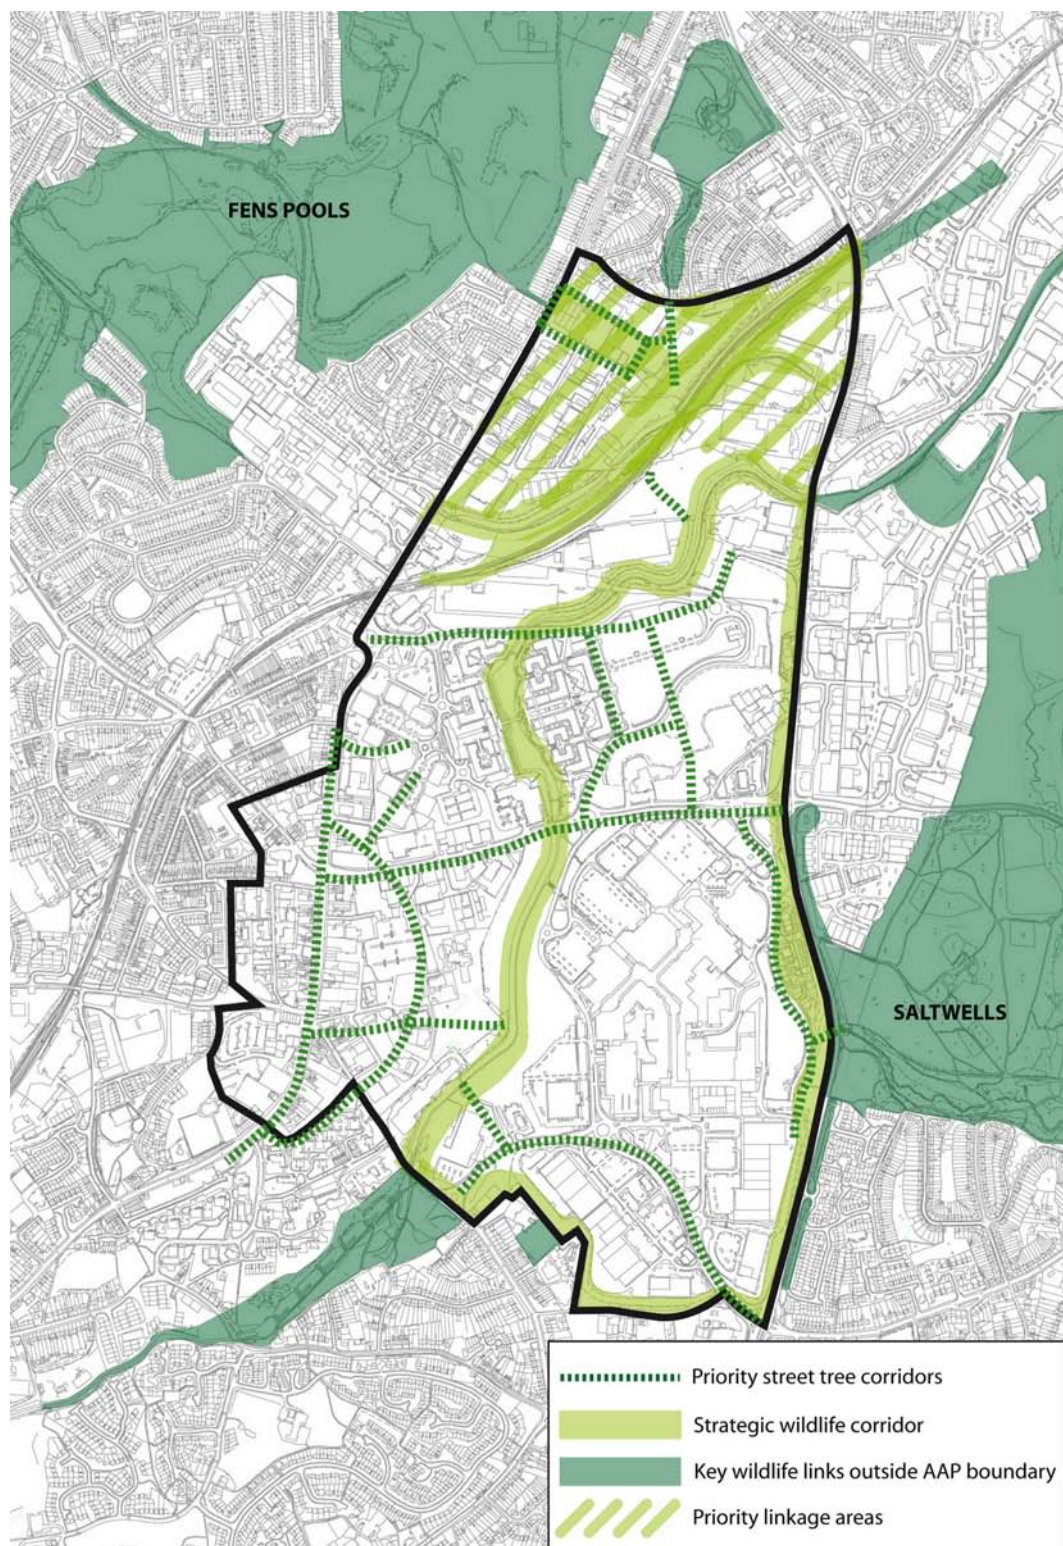 FENS POOLS
SALTWELLS
Priority street tree corridors
Strategic wildlife corridor
Key wildlife links outside AAP boundary
Priority linkage areas